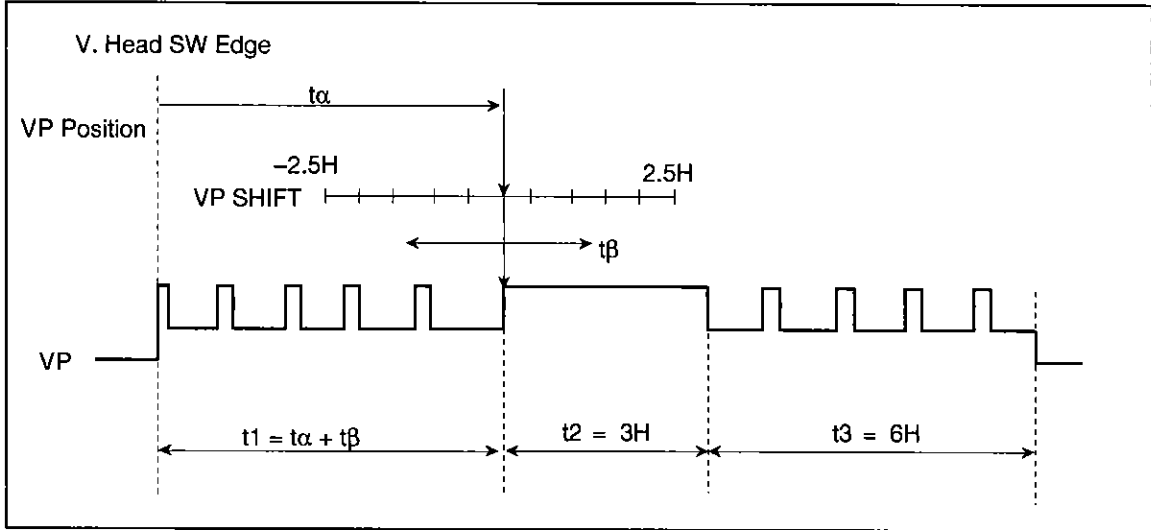 V. Head SW Edge
tα
VP Position
−2.5H
2.5H
VP SHIFT
tβ
VP
t1 = tα + tβ
t2 = 3H
t3 = 6H